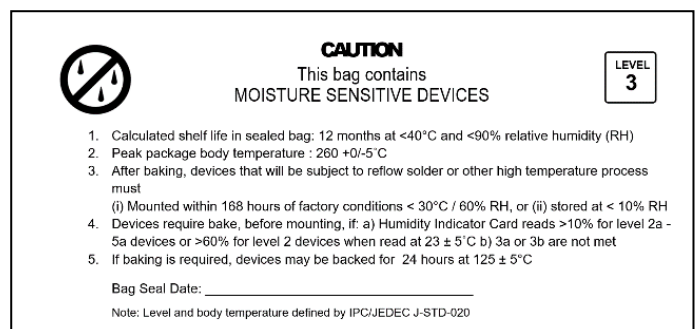 CAUTION
This bag contains
MOISTURE SENSITIVE DEVICES
LEVEL
3
1. Calculated shelf life in sealed bag: 12 months at <40°C and <90% relative humidity (RH)
2. Peak package body temperature : 260 +0/-5˚C
3. After baking, devices that will be subject to reflow solder or other high temperature process
must
(i) Mounted within 168 hours of factory conditions < 30°C / 60% RH, or (ii) stored at < 10% RH
4. Devices require bake, before mounting, if: a) Humidity Indicator Card reads >10% for level 2a -
5a devices or >60% for level 2 devices when read at 23 ± 5˚C b) 3a or 3b are not met
5. If baking is required, devices may be backed for 24 hours at 125 ± 5°C
Bag Seal Date:
Note: Level and body temperature defined by IPC/JEDEC J-STD-020